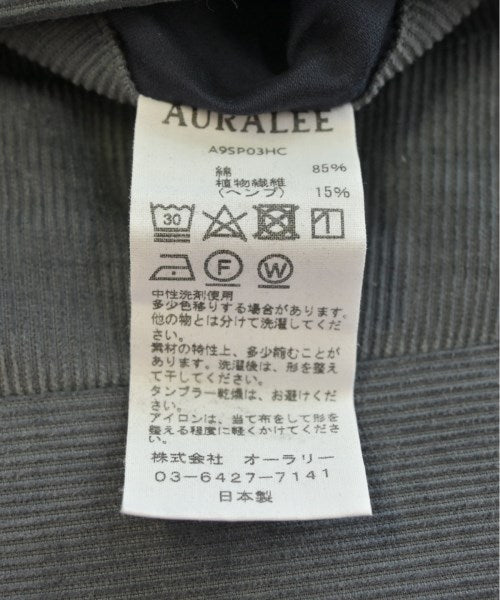 AURALEE
A9SP03HC
綿 85%
植物繊維
(ヘンプ) 15%
30
F W
中性洗剤使用
多少色移りする場合があります。
他の物とは分けて洗濯してくださ
い。
素材の特性上、多少縮むことが
あります。洗濯後は、形を整え
て干してください。
タンブラー乾燥は、お避けくださ
い。
アイロンは、当て布をして形を
整える程度に軽くかけてくださ
い。
株式会社 オーラリー
03-6427-7141
日本製